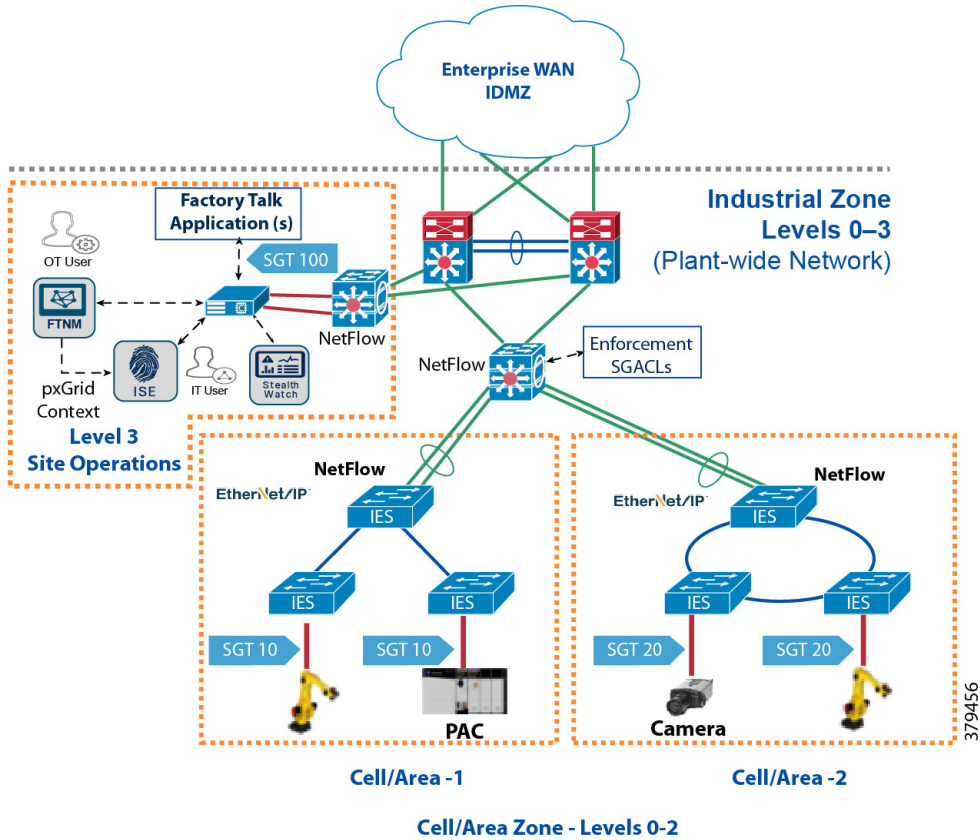 Enterprise WAN
IDMZ
Industrial Zone
Levels 0–3
(Plant-wide Network)
Factory Talk
Application (s)
OT User
SGT 100
FTNM
NetFlow
pxGrid
Context
ISE
IT User
Stealth
Watch
Level 3
Site Operations
NetFlow
Enforcement
SGACLs
NetFlow
EtherNet/IP™
IES
IES
IES
SGT 10
SGT 10
PAC
Cell/Area -1
NetFlow
EtherNet/IP™
IES
IES
IES
SGT 20
SGT 20
Camera
Cell/Area -2
379456
Cell/Area Zone - Levels 0-2